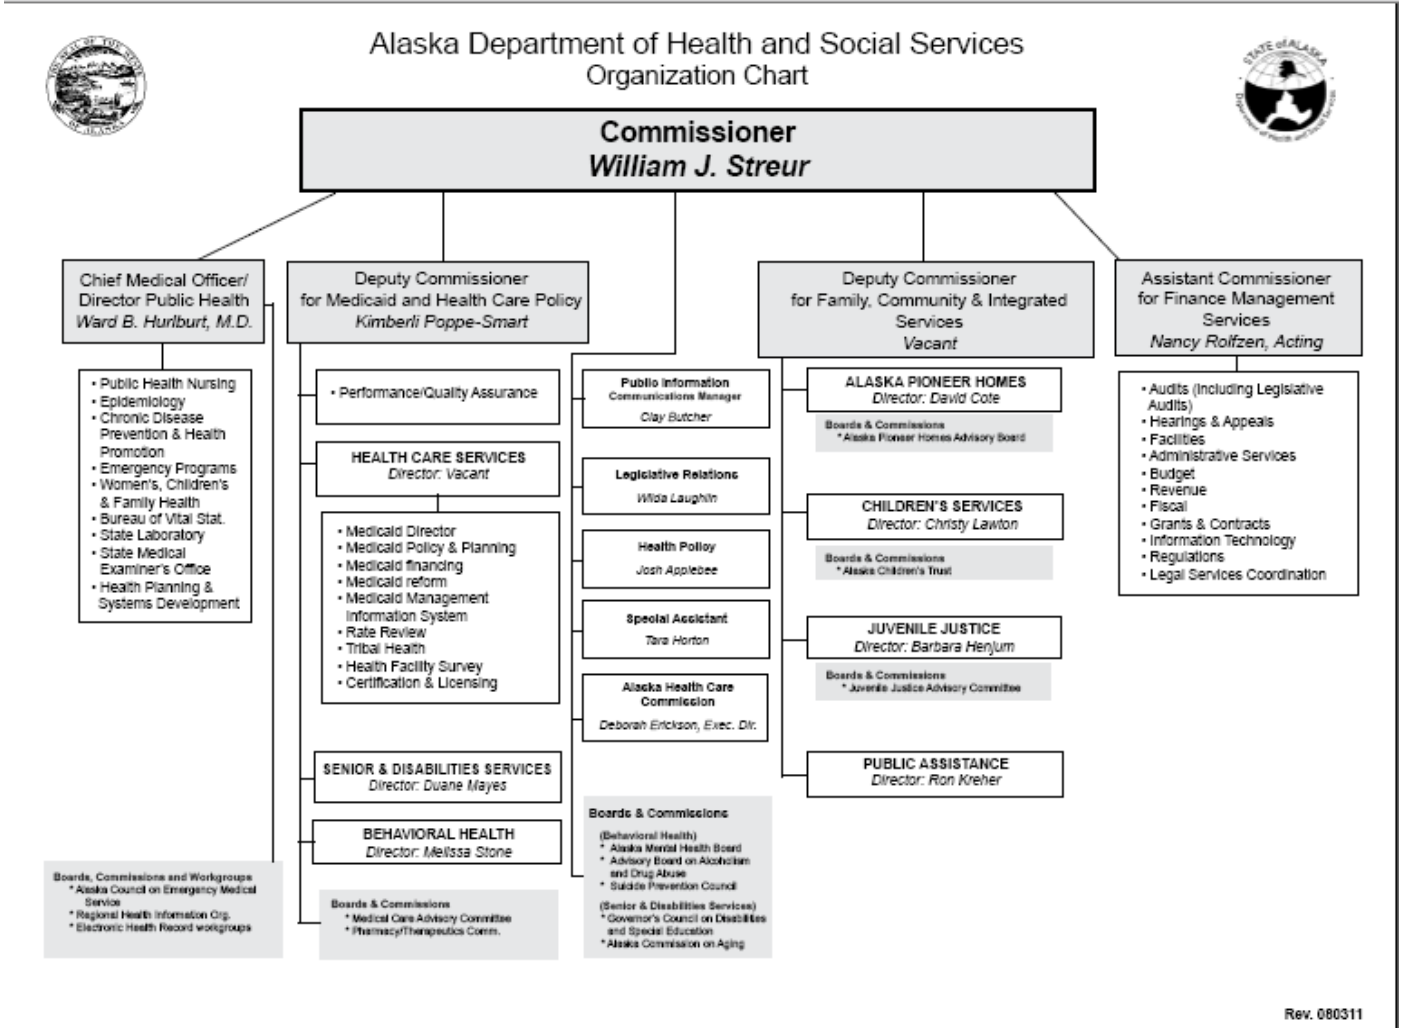 Alaska Department of Health and Social Services
Organization Chart
STATE of ALASKA
Department of Health and Social Services
Commissioner
William J. Streur
Chief Medical Officer/
Director Public Health
Ward B. Hurlburt, M.D.
• Public Health Nursing
• Epidemiology
• Chronic Disease
Prevention & Health
Promotion
• Emergency Programs
• Women's, Children's
& Family Health
• Bureau of Vital Stat.
• State Laboratory
• State Medical
Examiner's Office
• Health Planning &
Systems Development
Boards, Commissions and Workgroups
* Alaska Council on Emergency Medical
Service
* Regional Health Information Org.
* Electronic Health Record workgroups
Deputy Commissioner
for Medicaid and Health Care Policy
Kimberli Poppe-Smart
• Performance/Quality Assurance
HEALTH CARE SERVICES
Director: Vacant
• Medicaid Director
• Medicaid Policy & Planning
• Medicaid financing
• Medicaid reform
• Medicaid Management
Information System
• Rate Review
• Tribal Health
• Health Facility Survey
• Certification & Licensing
SENIOR & DISABILITIES SERVICES
Director: Duane Mayes
BEHAVIORAL HEALTH
Director: Melissa Stone
Boards & Commissions
* Medical Care Advisory Committee
* Pharmacy/Therapeutics Comm.
Public Information
Communications Manager
Clay Butcher
Legislative Relations
Wilda Laughlin
Health Policy
Josh Applebee
Special Assistant
Tara Horton
Alaska Health Care
Commission
Deborah Erickson, Exec. Dir.
Boards & Commissions
(Behavioral Health)
* Alaska Mental Health Board
* Advisory Board on Alcoholism
and Drug Abuse
* Suicide Prevention Council
(Senior & Disabilities Services)
* Governor's Council on Disabilities
and Special Education
* Alaska Commission on Aging
Deputy Commissioner
for Family, Community & Integrated
Services
Vacant
ALASKA PIONEER HOMES
Director: David Cote
Boards & Commissions
* Alaska Pioneer Homes Advisory Board
CHILDREN'S SERVICES
Director: Christy Lawton
Boards & Commissions
* Alaska Children's Trust
JUVENILE JUSTICE
Director: Barbara Henjum
Boards & Commissions
* Juvenile Justice Advisory Committee
PUBLIC ASSISTANCE
Director: Ron Kreher
Assistant Commissioner
for Finance Management
Services
Nancy Rolfzen, Acting
• Audits (Including Legislative
Audits)
• Hearings & Appeals
• Facilities
• Administrative Services
• Budget
• Revenue
• Fiscal
• Grants & Contracts
• Information Technology
• Regulations
• Legal Services Coordination
Rev. 080311